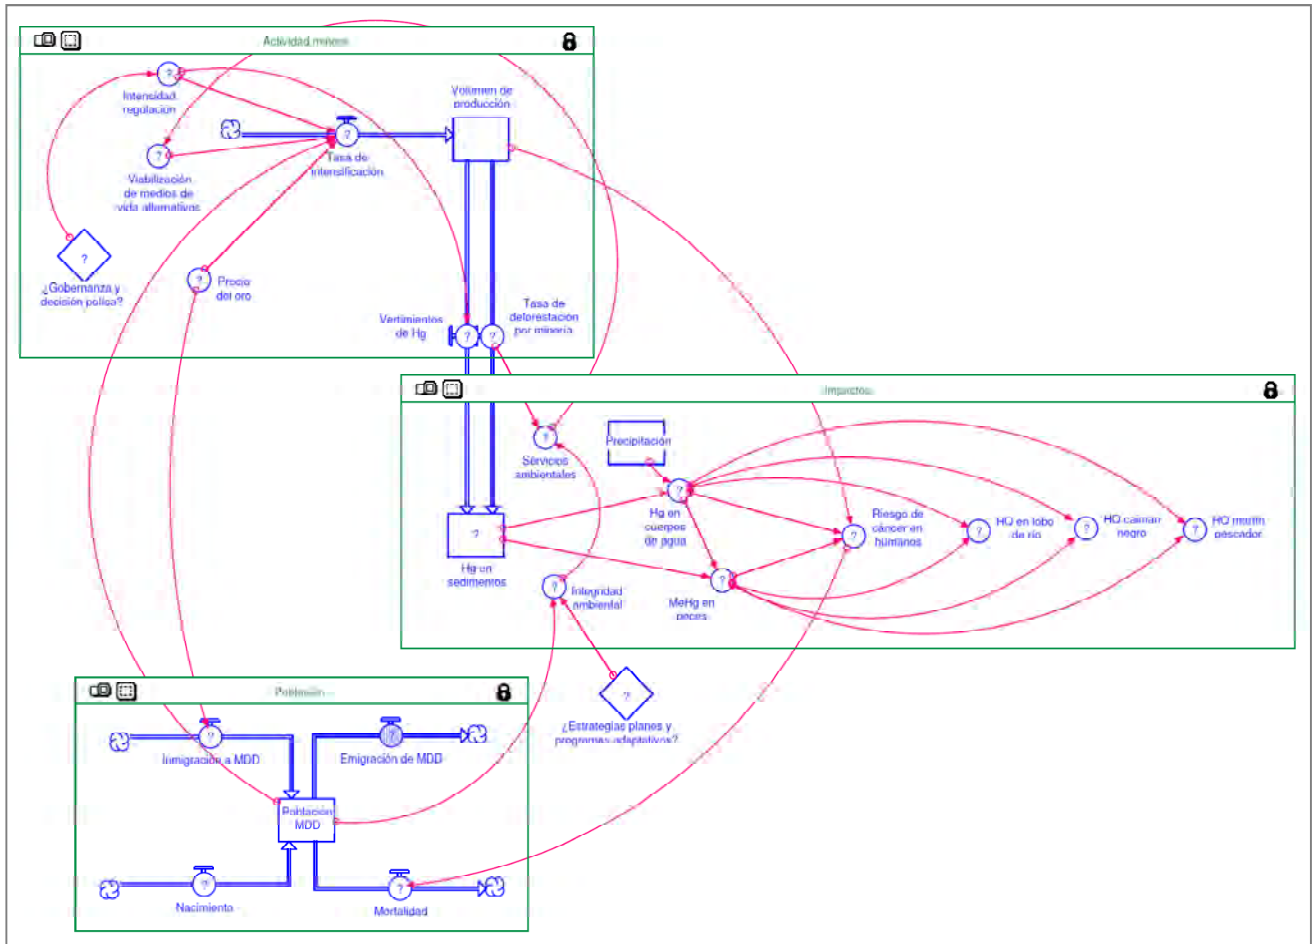 Actividad minera
Intensidad
regulación
Volumen de
producción
Tasa de
intensificación
Viabilización
de medios de
vida alternativos
?
¿Gobernanza y
decisión política?
Precio
del oro
Vertimientos
de Hg
Tasa de
deforestación
por minería
Impactos
Precipitación
Servicios
ambientales
Hg en
cuerpos
de agua
Riesgo de
cáncer en
humanos
HQ en lobo
de río
HQ caiman
negro
HQ martín
pescador
?
Hg en
sedimentos
Integridad
ambiental
MeHg en
peces
?
¿Estrategias planes y
programas adaptativos?
Población
Inmigración a MDD
Emigración de MDD
Población
MDD
Nacimiento
Mortalidad